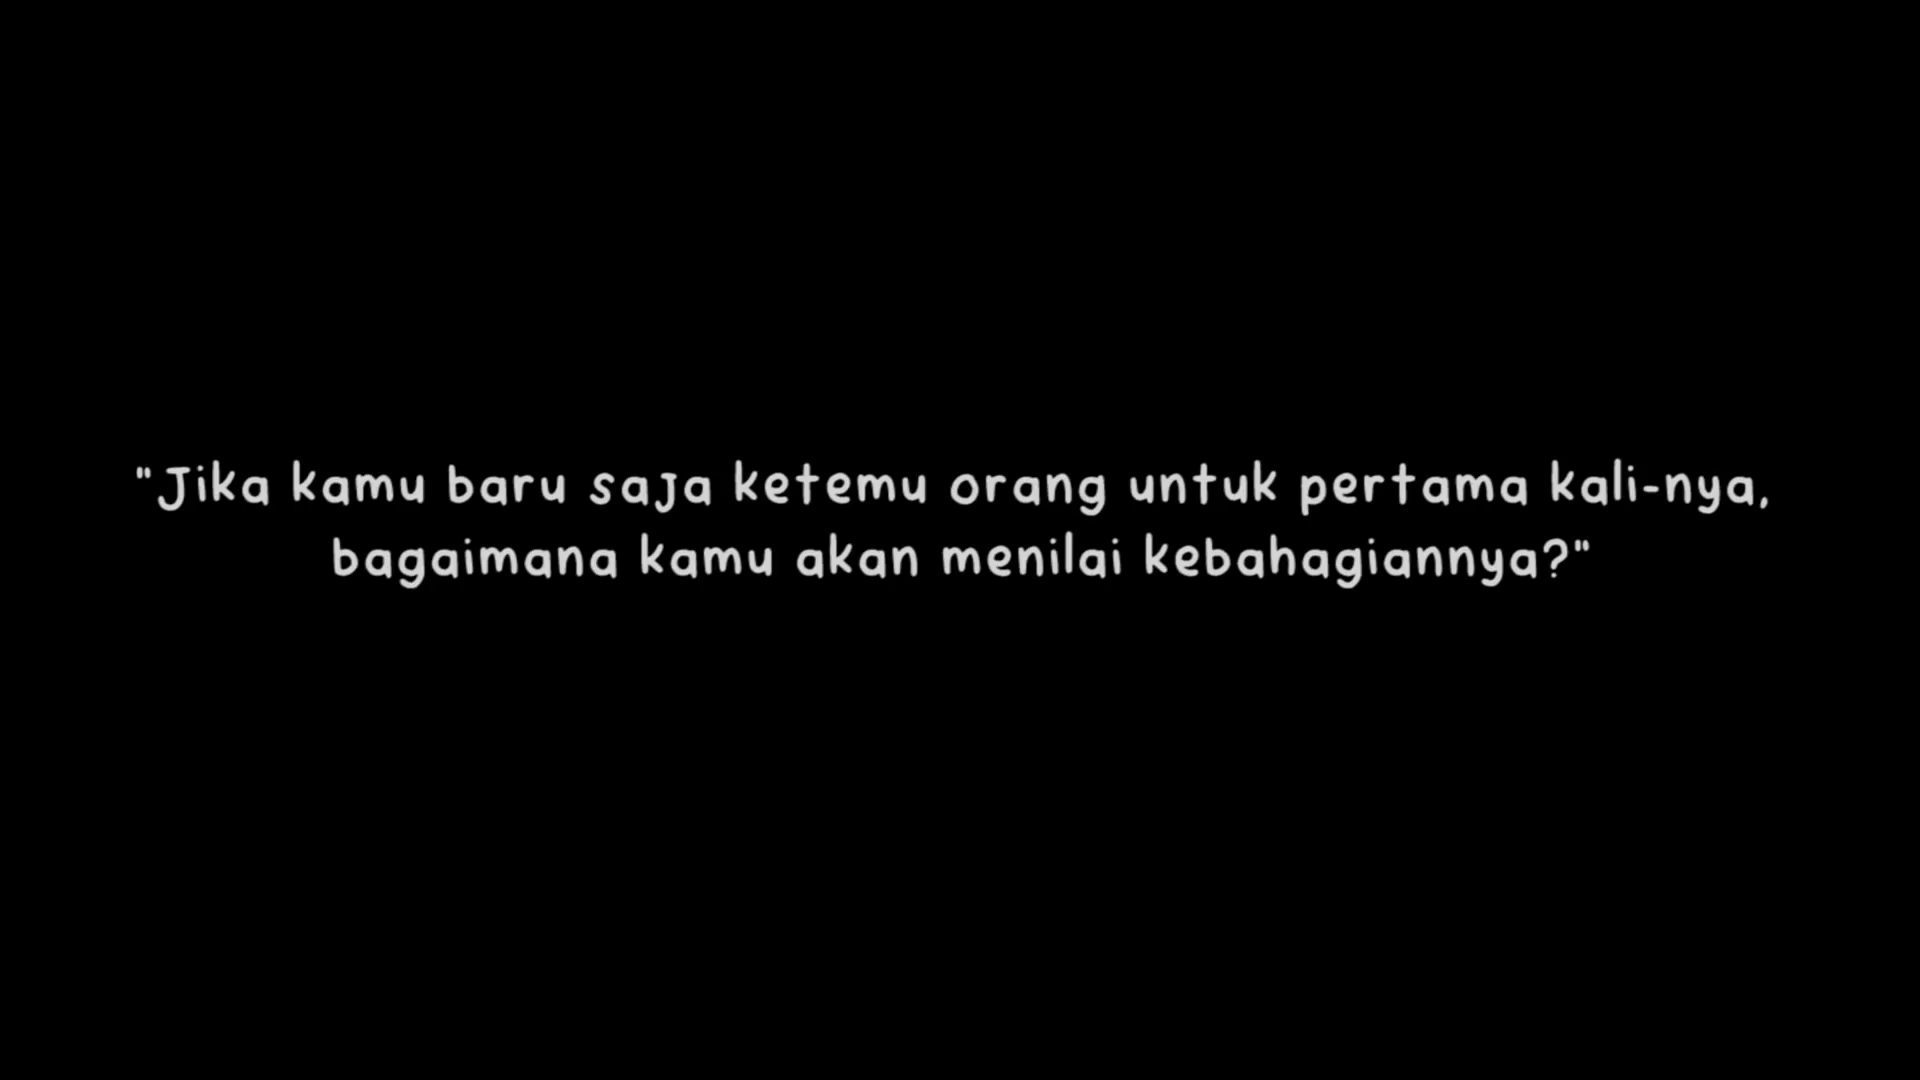 "Jika kamu baru saja ketemu orang untuk pertama kali-nya,
bagaimana kamu akan menilai kebahagiannya?"